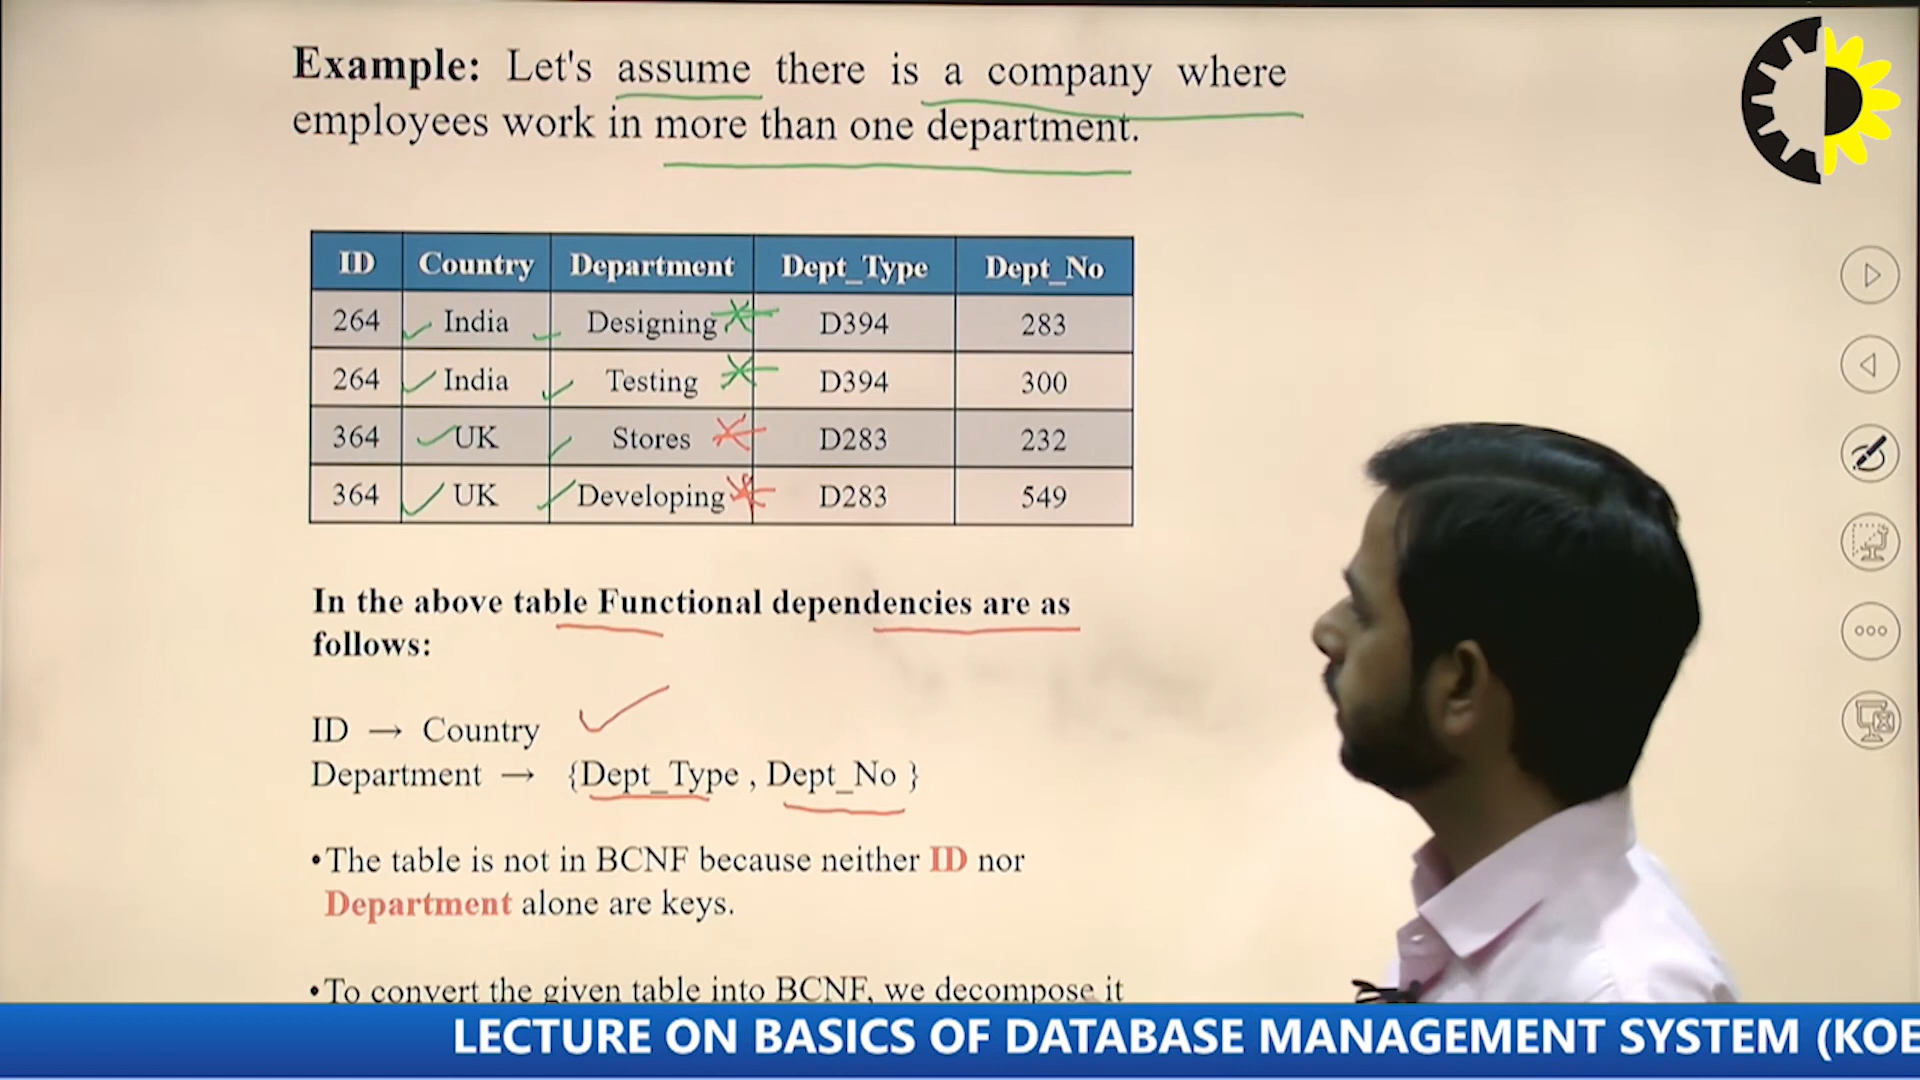 Example: Let's assume there is a company where
employees work in more than one department.
ID Country Department Dept_Type Dept_No
264 India Designing D394 283
264 India Testing D394 300
364 UK Stores D283 232
364 UK Developing D283 549
In the above table Functional dependencies are as
follows:
ID → Country
Department → {Dept_Type , Dept_No }
•The table is not in BCNF because neither ID nor
Department alone are keys.
•To convert the given table into BCNF, we decompose it
LECTURE ON BASICS OF DATABASE MANAGEMENT SYSTEM (KOE